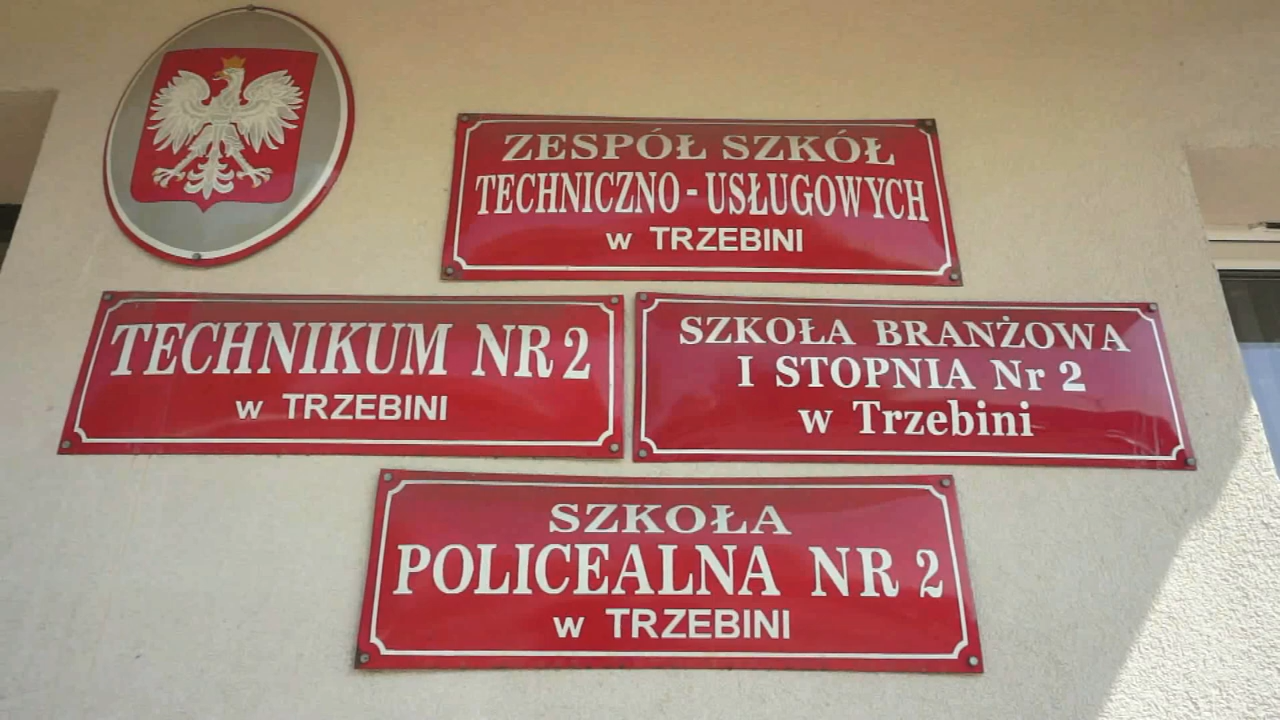 ZESPÓŁ SZKÓŁ
TECHNICZNO - USŁUGOWYCH
w TRZEBINI
TECHNIKUM NR 2
w TRZEBINI
SZKOŁA BRANŻOWA
I STOPNIA Nr 2
w Trzebini
SZKOŁA
POLICEALNA NR 2
w TRZEBINI